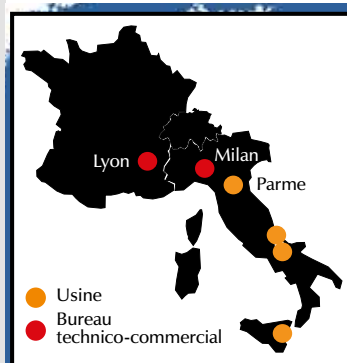 Lyon
Milan
Parme
Usine
Bureau
technico-commercial